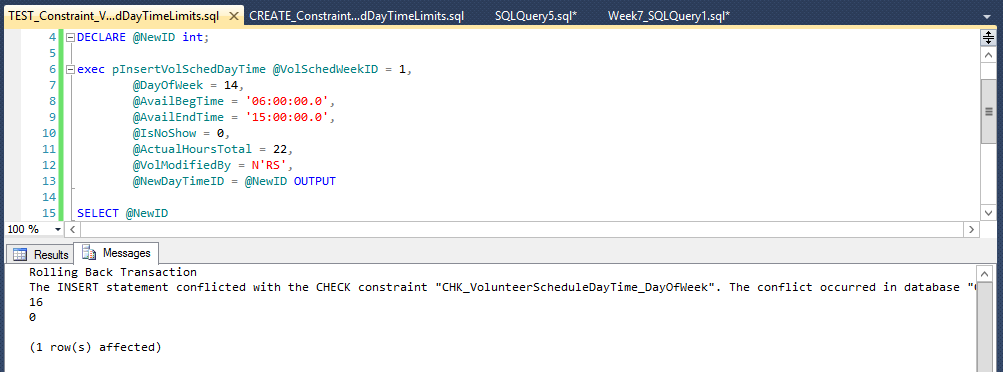 TEST_Constraint_V...dDayTimeLimits.sql CREATE_Constraint...dDayTimeLimits.sql SQLQuery5.sql* Week7_SQLQuery1.sql*
4 DECLARE @NewID int;
5
6 exec pInsertVolSchedDayTime @VolSchedWeekID = 1,
7 @DayOfWeek = 14,
8 @AvailBegTime = '06:00:00.0',
9 @AvailEndTime = '15:00:00.0',
10 @IsNoShow = 0,
11 @ActualHoursTotal = 22,
12 @VolModifiedBy = N'RS',
13 @NewDayTimeID = @NewID OUTPUT
14
15 SELECT @NewID
100 %
Results Messages
Rolling Back Transaction
The INSERT statement conflicted with the CHECK constraint "CHK_VolunteerScheduleDayTime_DayOfWeek". The conflict occurred in database "
16
0
(1 row(s) affected)